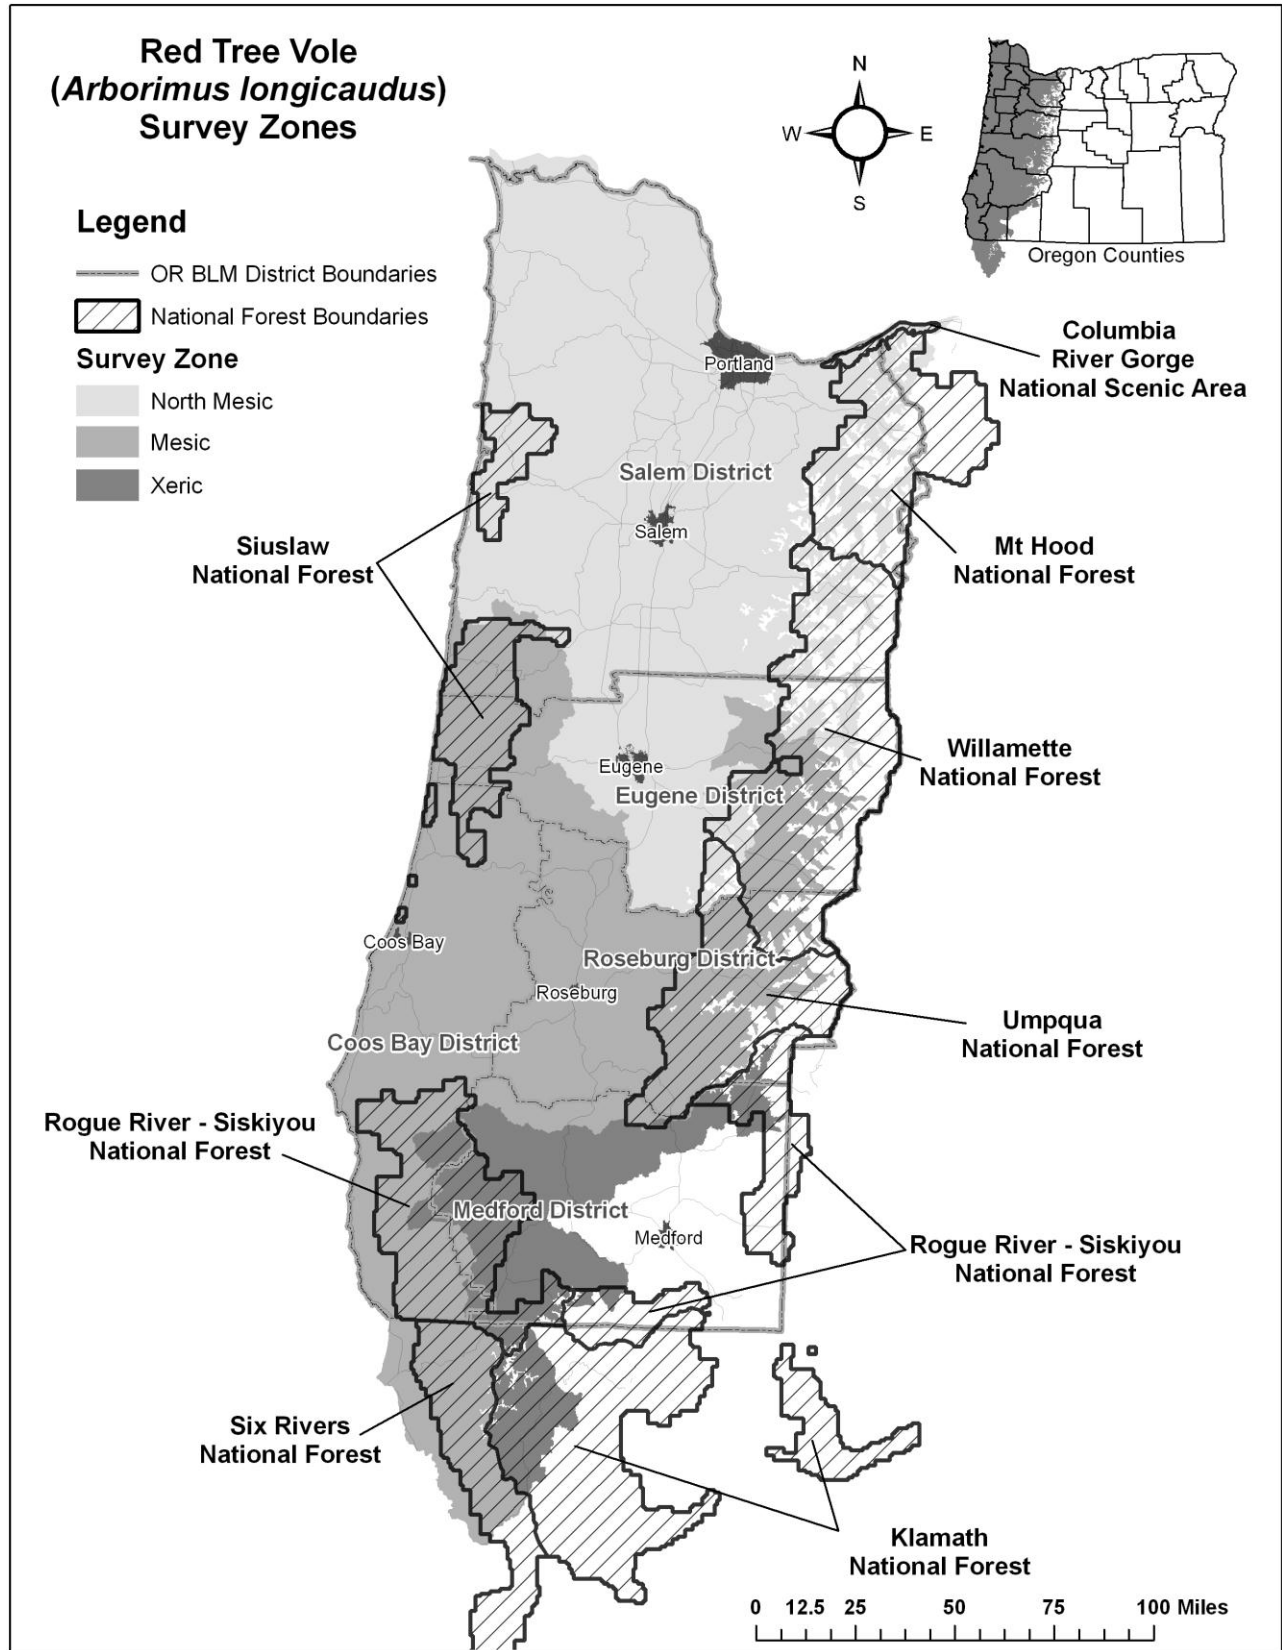 Red Tree Vole
(Arborimus longicaudus)
Survey Zones
N
W
E
S
Oregon Counties
Legend
OR BLM District Boundaries
National Forest Boundaries
Survey Zone
North Mesic
Mesic
Xeric
Columbia
River Gorge
National Scenic Area
Portland
Salem District
Salem
Siuslaw
National Forest
Mt Hood
National Forest
Willamette
National Forest
Eugene
Eugene District
Coos Bay
Roseburg District
Roseburg
Umpqua
National Forest
Coos Bay District
Rogue River - Siskiyou
National Forest
Medford District
Medford
Rogue River - Siskiyou
National Forest
Six Rivers
National Forest
Klamath
National Forest
0 12.5 25 50 75 100 Miles